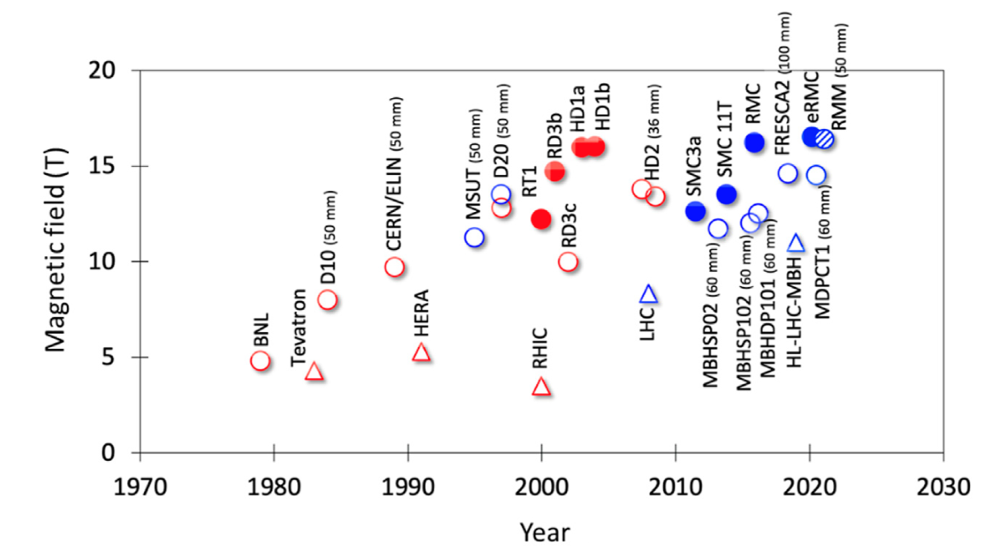 20
15
10
5
0
Magnetic field (T)
1970
1980
1990
2000
2010
2020
2030
Year
BNL
Tevatron
D10 (50 mm)
CERN/ELIN (50 mm)
HERA
MSUT (50 mm)
D20 (50 mm)
RT1
RD3b
RD3c
RHIC
HD1a
HD1b
HD2 (36 mm)
LHC
SMC3a
MBHSP02 (60 mm)
SMC 11T
MBHSP102 (60 mm)
RMC
MBHDP101 (60 mm)
FRESCA2 (100 mm)
HL-LHC-MBH
eRMC
MDPCT1 (60 mm)
RMM (50 mm)